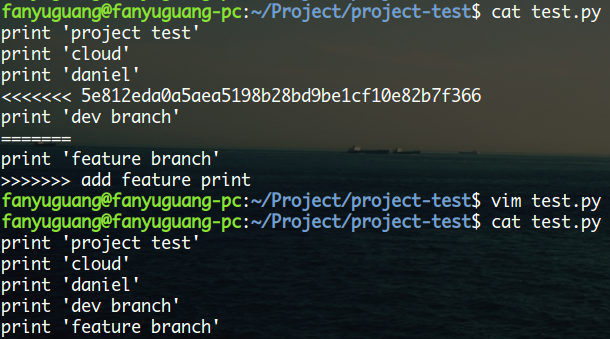 fanyuguang@fanyuguang-pc:~/Project/project-test$ cat test.py
print 'project test'
print 'cloud'
print 'daniel'
<<<<<<< 5e812eda0a5aea5198b28bd9be1cf10e82b7f366
print 'dev branch'
=======
print 'feature branch'
>>>>>>> add feature print
fanyuguang@fanyuguang-pc:~/Project/project-test$ vim test.py
fanyuguang@fanyuguang-pc:~/Project/project-test$ cat test.py
print 'project test'
print 'cloud'
print 'daniel'
print 'dev branch'
print 'feature branch'